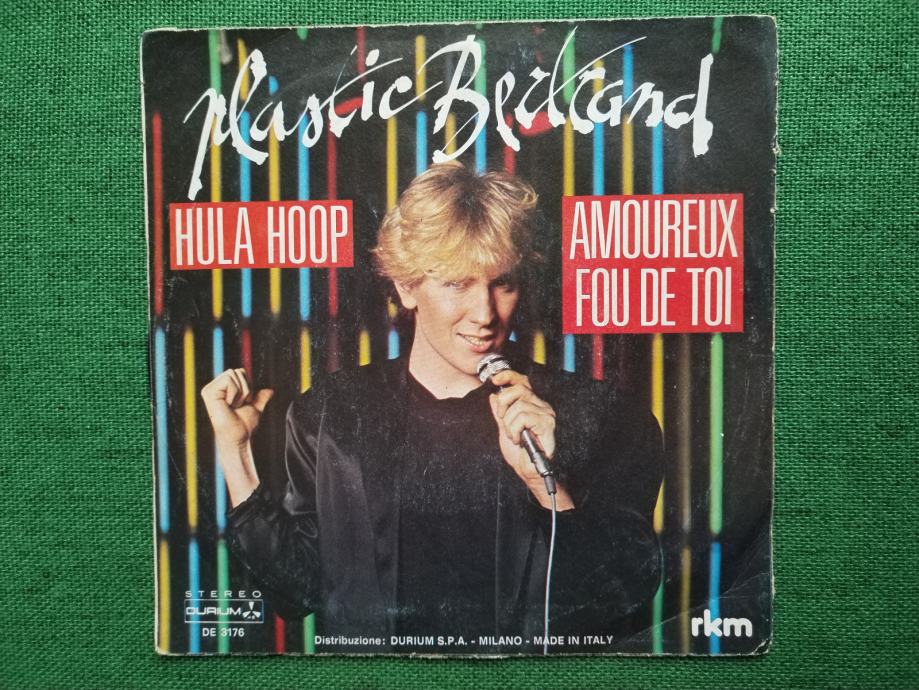 Plastic Bertrand
HULA HOOP
AMOUREUX
FOU DE TOI
STEREO
DURIUM
DE 3176
Distribuzione: DURIUM S.P.A. - MILANO - MADE IN ITALY
rkm